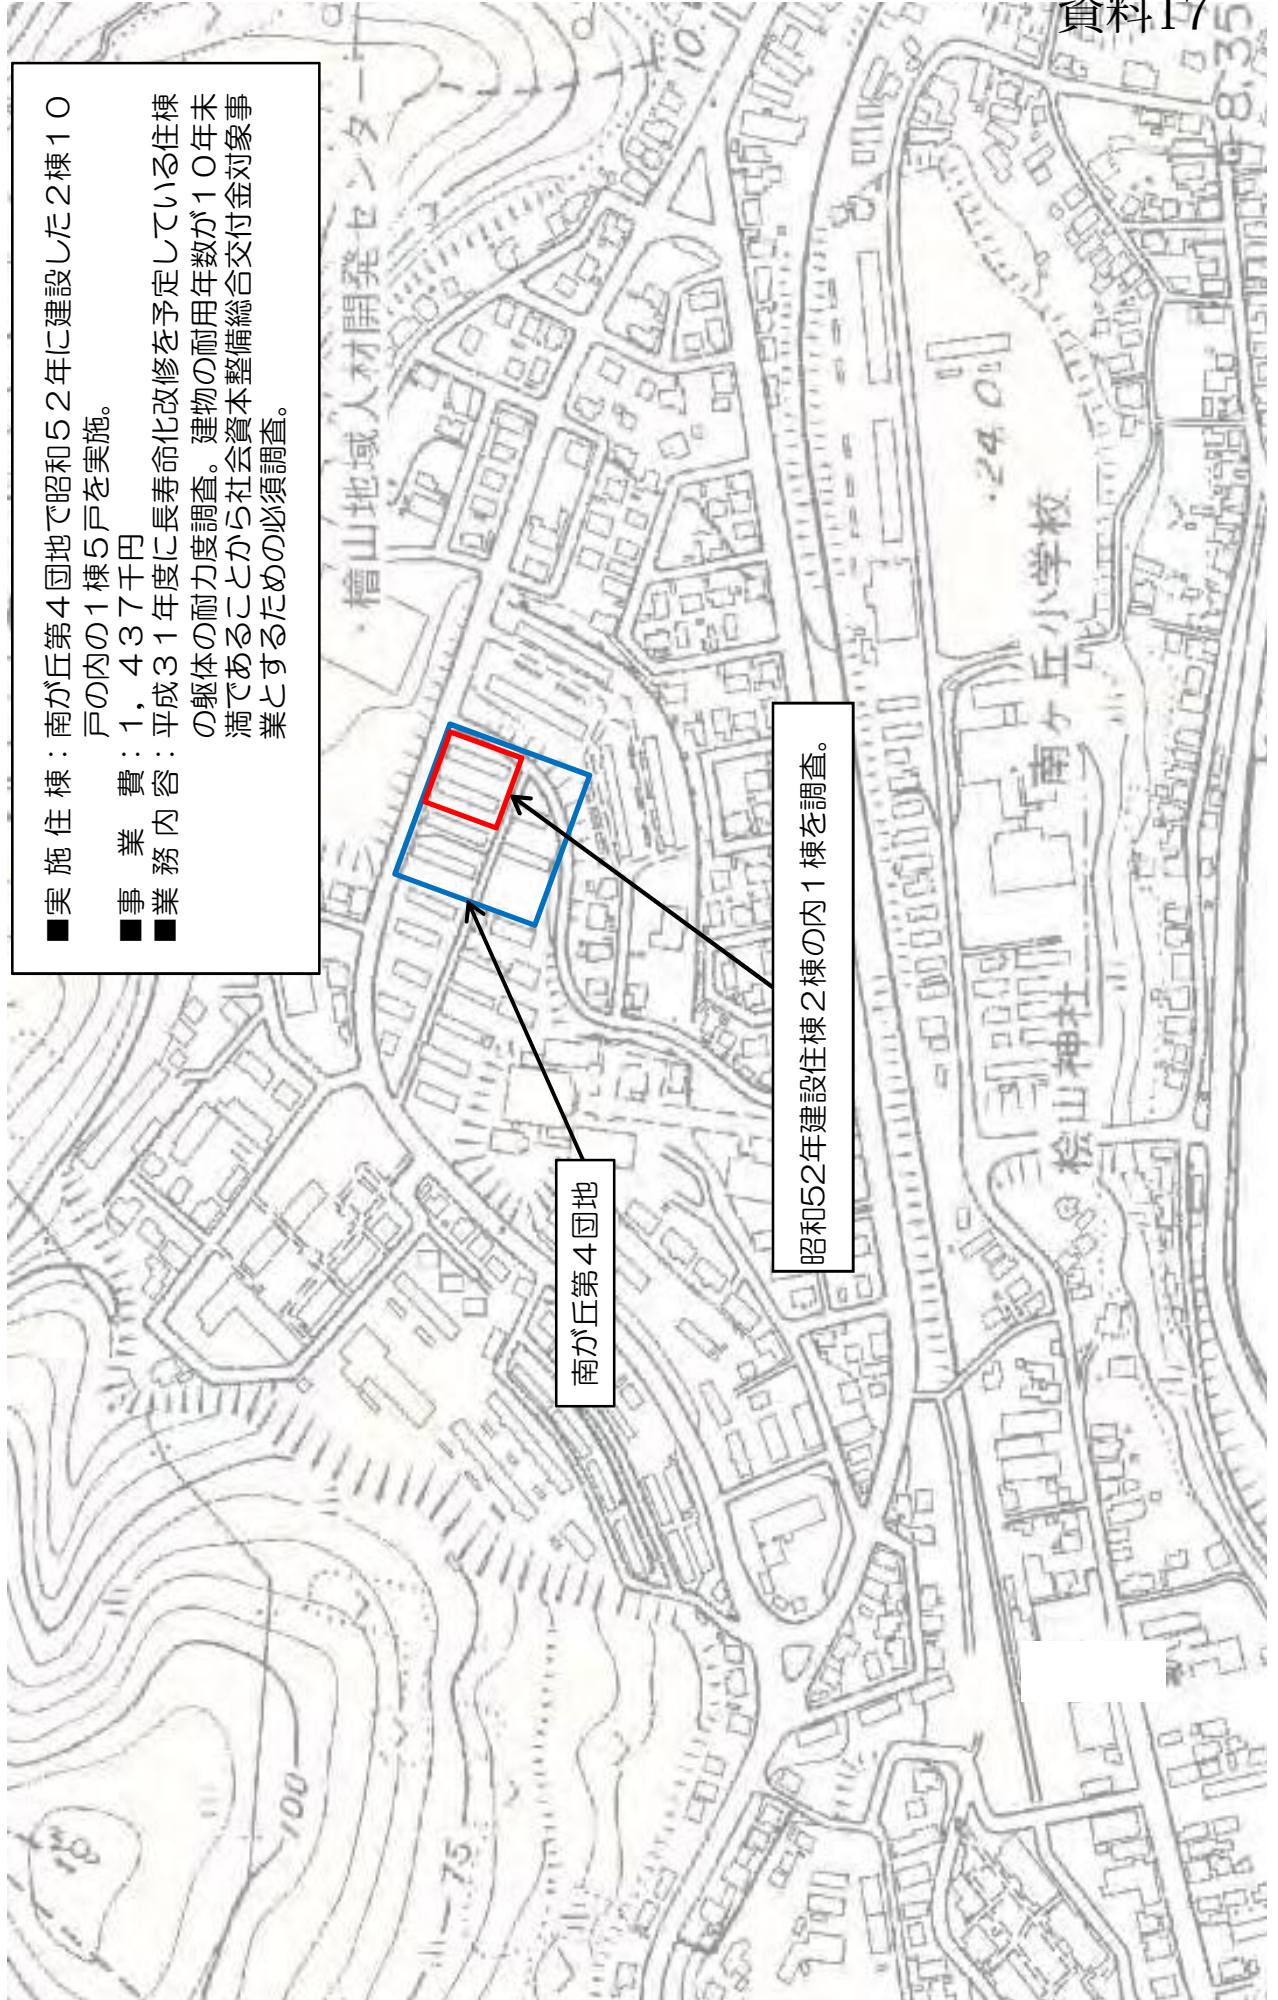 資料17
■実施住棟：南が丘第４団地で昭和５２年に建設した２棟１０
戸の内の１棟５戸を実施。
■事業費：１，４３７千円
■業務内容：平成３１年度に長寿命化改修を予定している住棟
の躯体の耐力度調査。建物の耐用年数が１０年未
満であることから社会資本整備総合交付金対象事
業とするための必須調査。
檜山地域人材開発センター
南が丘第４団地
昭和52年建設住棟２棟の内１棟を調査。
南ヶ丘小学校
桧山神社
.24.0
10
8.35
100
75